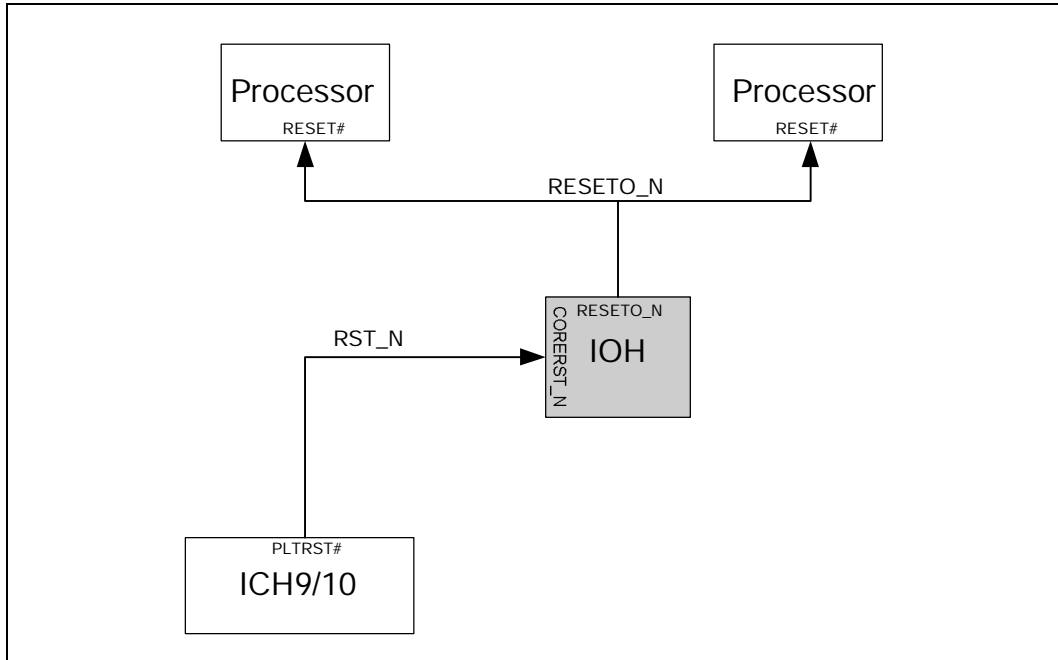 Processor
RESET#
Processor
RESET#
RESETO_N
RESETO_N
CORERST_N
IOH
RST_N
PLTRST#
ICH9/10